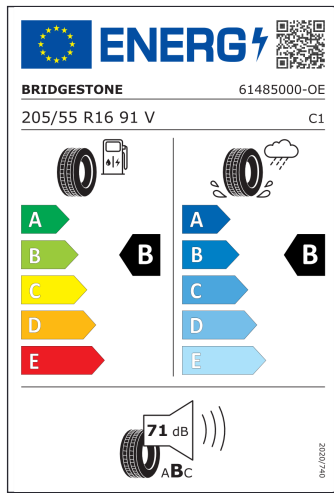 ENERG
BRIDGESTONE 61485000-OE
205/55 R16 91 V C1
A A
B B B B
C C
D D
E E
71 dB
ABC
2020/740